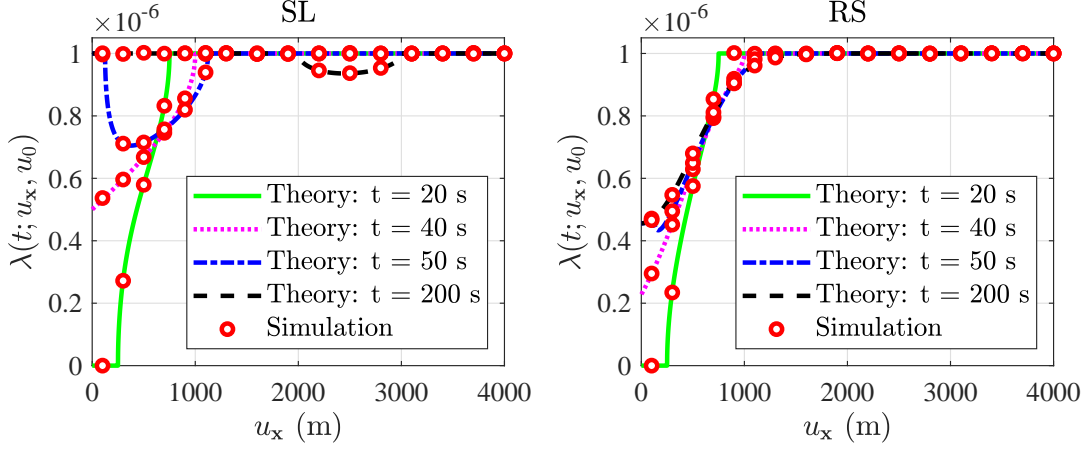 SL
×10^-6
1
0.8
0.6
0.4
0.2
0
λ(t; u_x, u_0)
Theory: t = 20 s
Theory: t = 40 s
Theory: t = 50 s
Theory: t = 200 s
Simulation
0 1000 2000 3000 4000
u_x (m)
RS
×10^-6
1
0.8
0.6
0.4
0.2
0
λ(t; u_x, u_0)
Theory: t = 20 s
Theory: t = 40 s
Theory: t = 50 s
Theory: t = 200 s
Simulation
0 1000 2000 3000 4000
u_x (m)